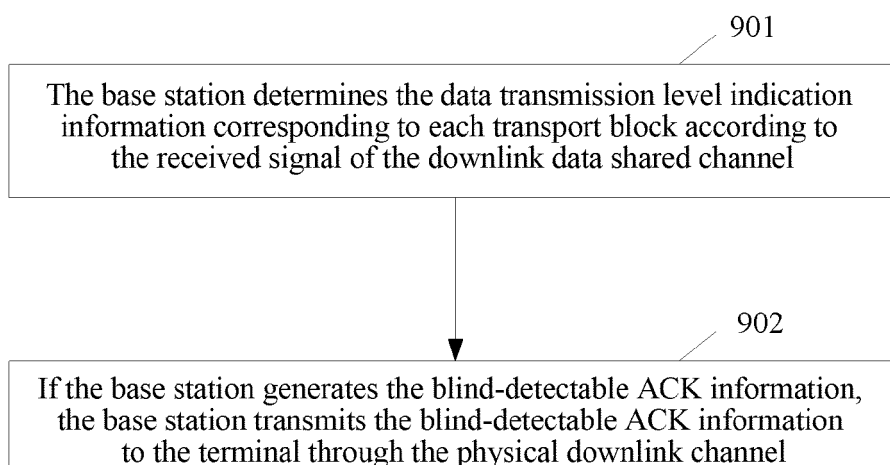 901
The base station determines the data transmission level indication
information corresponding to each transport block according to
the received signal of the downlink data shared channel
902
If the base station generates the blind-detectable ACK information,
the base station transmits the blind-detectable ACK information
to the terminal through the physical downlink channel